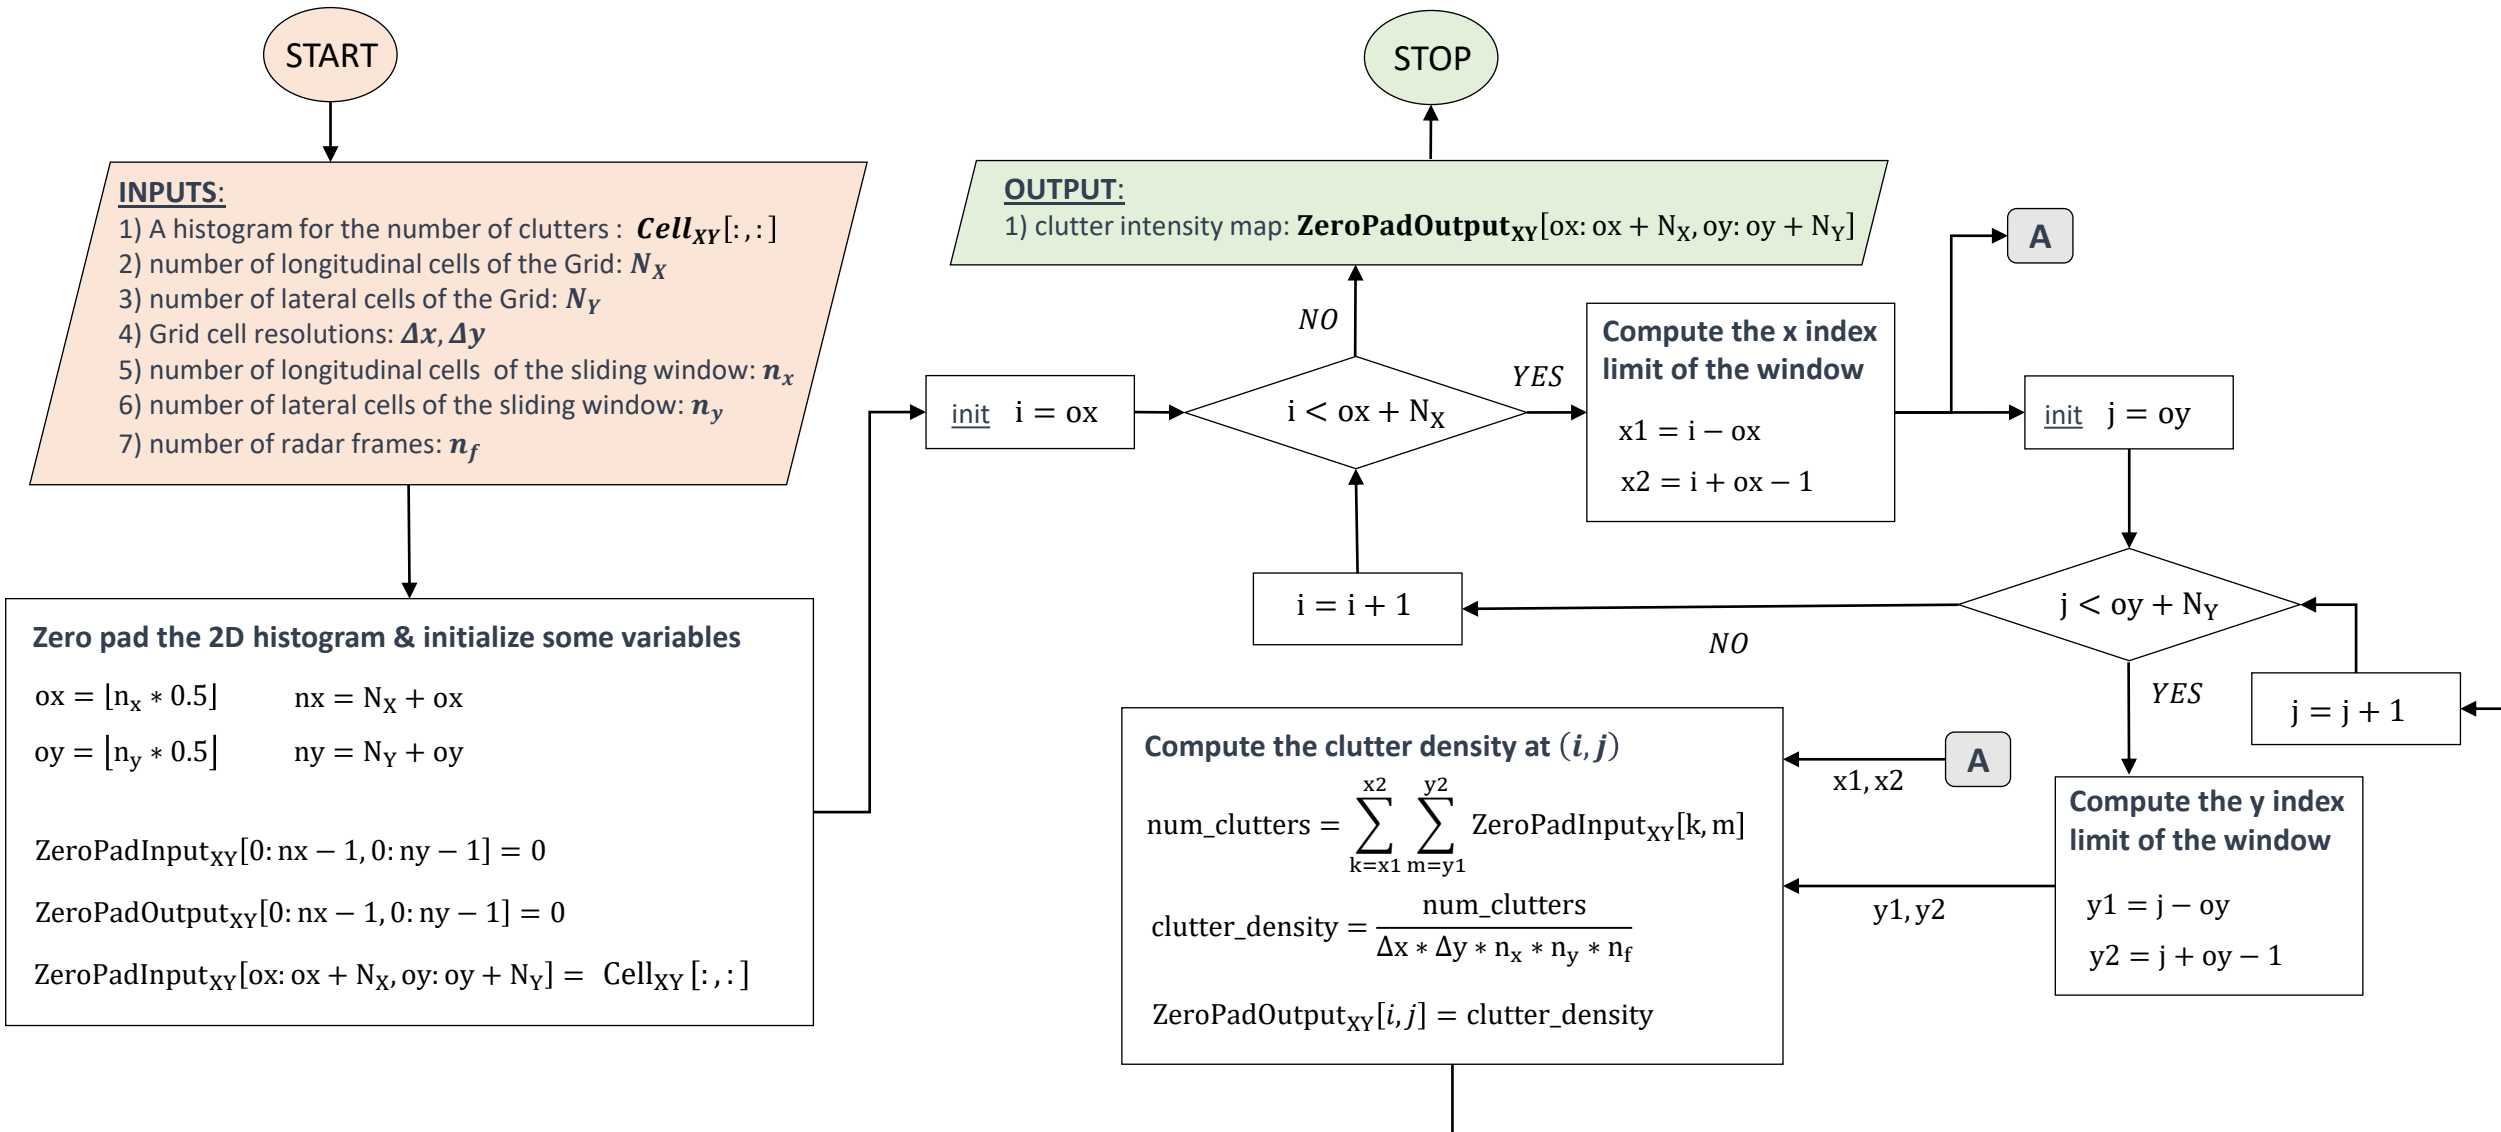 START
INPUTS:
1) A histogram for the number of clutters : Cell_XY[:,:]
2) number of longitudinal cells of the Grid: N_X
3) number of lateral cells of the Grid: N_Y
4) Grid cell resolutions: Δx, Δy
5) number of longitudinal cells of the sliding window: n_x
6) number of lateral cells of the sliding window: n_y
7) number of radar frames: n_f
Zero pad the 2D histogram & initialize some variables
ox = ⌊n_x * 0.5⌋ nx = N_X + ox
oy = ⌊n_y * 0.5⌋ ny = N_Y + oy
ZeroPadInput_XY[0: nx − 1, 0: ny − 1] = 0
ZeroPadOutput_XY[0: nx − 1, 0: ny − 1] = 0
ZeroPadInput_XY[ox: ox + N_X, oy: oy + N_Y] = Cell_XY[:,:]
init i = ox
i < ox + N_X
NO
YES
STOP
OUTPUT:
1) clutter intensity map: ZeroPadOutput_XY[ox: ox + N_X, oy: oy + N_Y]
Compute the x index
limit of the window
x1 = i − ox
x2 = i + ox − 1
A
init j = oy
j < oy + N_Y
NO
YES
i = i + 1
j = j + 1
Compute the y index
limit of the window
y1 = j − oy
y2 = j + oy − 1
A
x1, x2
y1, y2
Compute the clutter density at (i, j)
num_clutters = ∑_{k=x1}^{x2} ∑_{m=y1}^{y2} ZeroPadInput_XY[k, m]
clutter_density = num_clutters / (Δx * Δy * n_x * n_y * n_f)
ZeroPadOutput_XY[i, j] = clutter_density